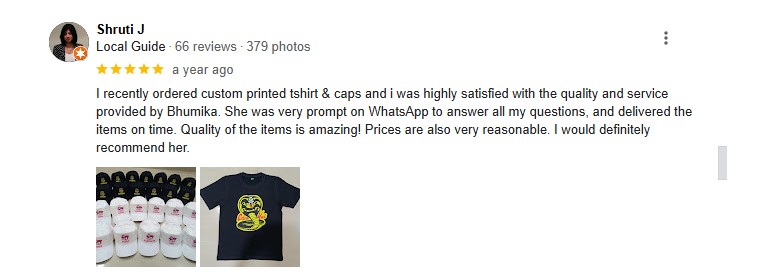 Shruti J
Local Guide · 66 reviews · 379 photos
a year ago
I recently ordered custom printed tshirt & caps and i was highly satisfied with the quality and service
provided by Bhumika. She was very prompt on WhatsApp to answer all my questions, and delivered the
items on time. Quality of the items is amazing! Prices are also very reasonable. I would definitely
recommend her.